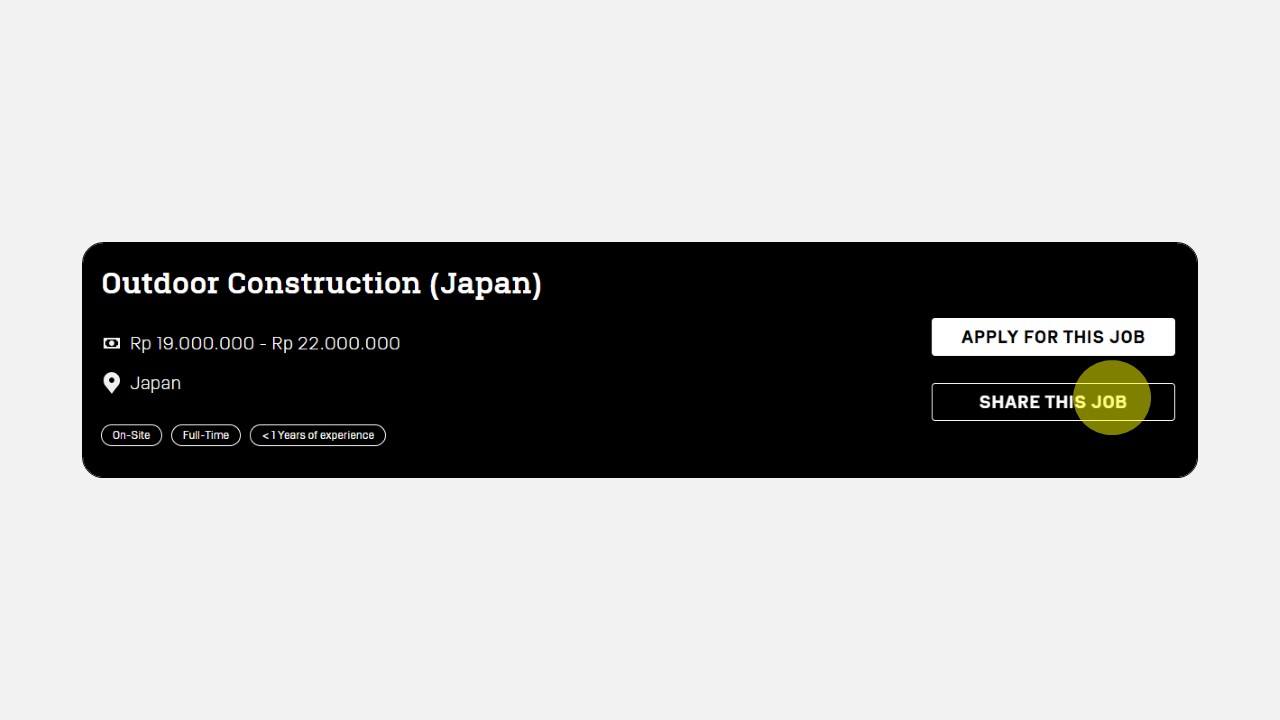 Outdoor Construction (Japan)
Rp 19.000.000 - Rp 22.000.000
Japan
On-Site
Full-Time
< 1 Years of experience
APPLY FOR THIS JOB
SHARE THIS JOB